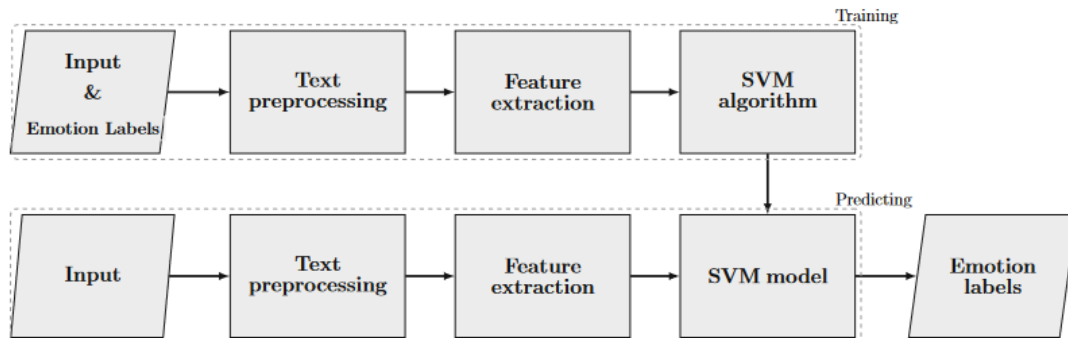 Training
Input
&
Emotion Labels
Text
preprocessing
Feature
extraction
SVM
algorithm
Predicting
Input
Text
preprocessing
Feature
extraction
SVM model
Emotion
labels